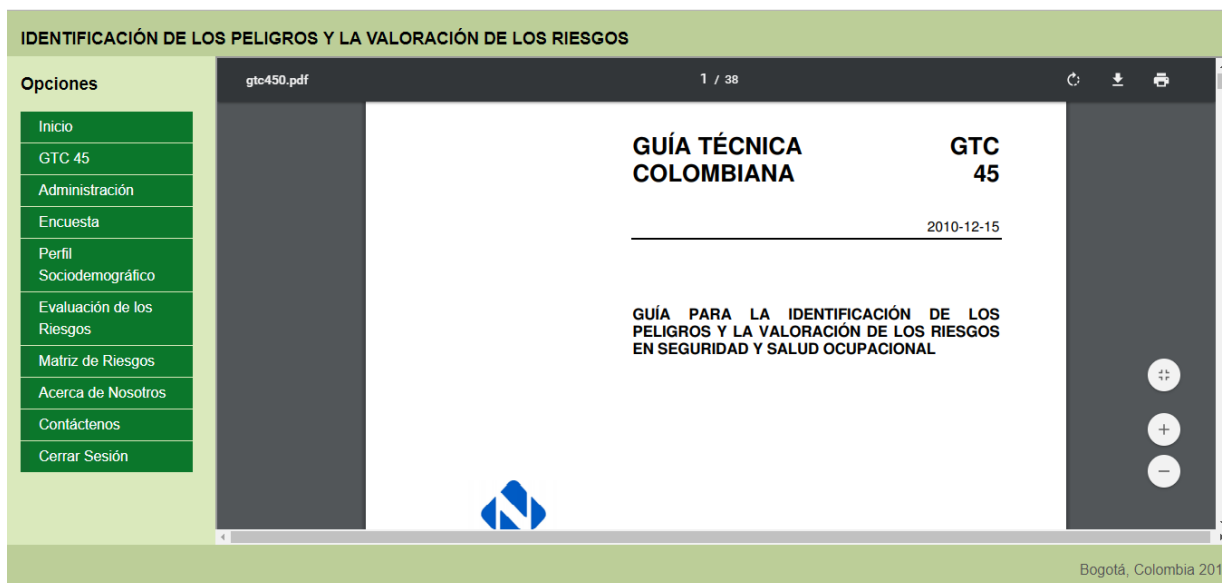 IDENTIFICACIÓN DE LOS PELIGROS Y LA VALORACIÓN DE LOS RIESGOS
Opciones
Inicio
GTC 45
Administración
Encuesta
Perfil
Sociodemográfico
Evaluación de los
Riesgos
Matriz de Riesgos
Acerca de Nosotros
Contáctenos
Cerrar Sesión
gtc450.pdf
1 / 38
GUÍA TÉCNICA GTC
COLOMBIANA 45
2010-12-15
GUÍA PARA LA IDENTIFICACIÓN DE LOS
PELIGROS Y LA VALORACIÓN DE LOS RIESGOS
EN SEGURIDAD Y SALUD OCUPACIONAL
Bogotá, Colombia 201